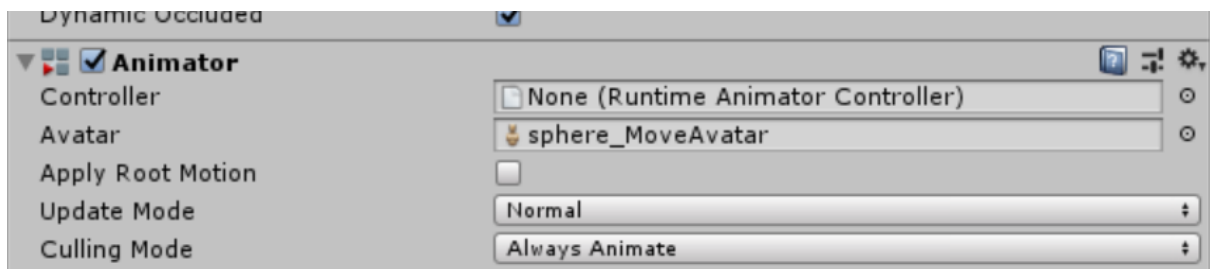 Dynamic Occluded
Animator
Controller None (Runtime Animator Controller)
Avatar sphere_MoveAvatar
Apply Root Motion
Update Mode Normal
Culling Mode Always Animate